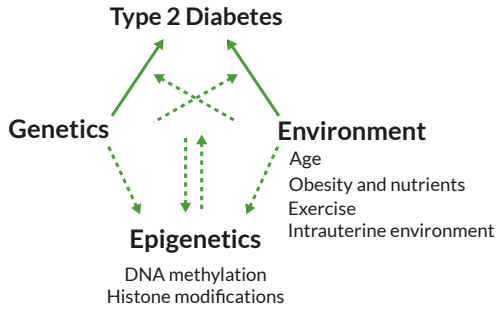 Type 2 Diabetes
Genetics
Environment
Age
Obesity and nutrients
Exercise
Intrauterine environment
Epigenetics
DNA methylation
Histone modifications